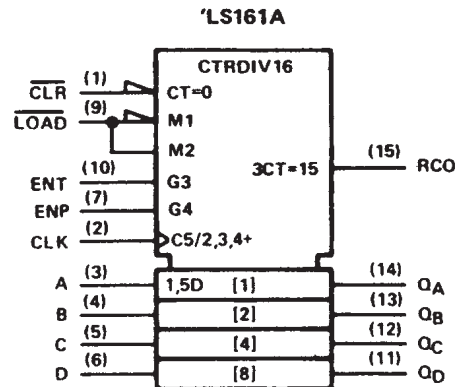 'LS161A
CTRDIV16
CLR (1) CT=0
LOAD (9) M1
M2
3CT=15 (15) RCO
ENT (10) G3
ENP (7) G4
CLK (2) C5/2,3,4+
A (3) 1,5D [1] (14) QA
B (4) [2] (13) QB
C (5) [4] (12) QC
D (6) [8] (11) QD